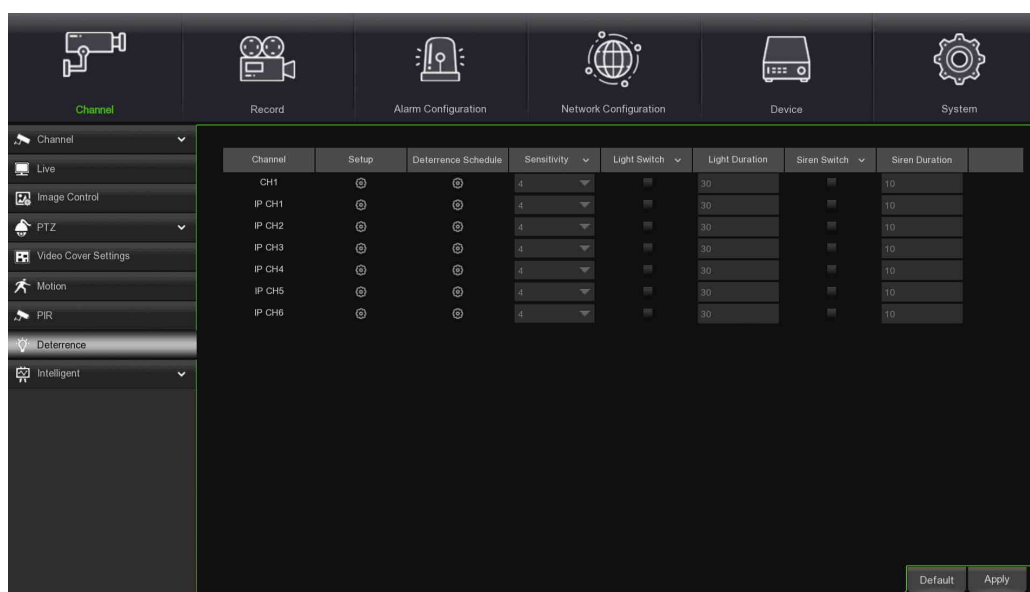 Channel Record Alarm Configuration Network Configuration Device System
Channel
Live
Image Control
PTZ
Video Cover Settings
Motion
PIR
Deterrence
Intelligent
Channel Setup Deterrence Schedule Sensitivity Light Switch Light Duration Siren Switch Siren Duration
CH1 4 30 10
IP CH1 4 30 10
IP CH2 4 30 10
IP CH3 4 30 10
IP CH4 4 30 10
IP CH5 4 30 10
IP CH6 4 30 10
Default Apply